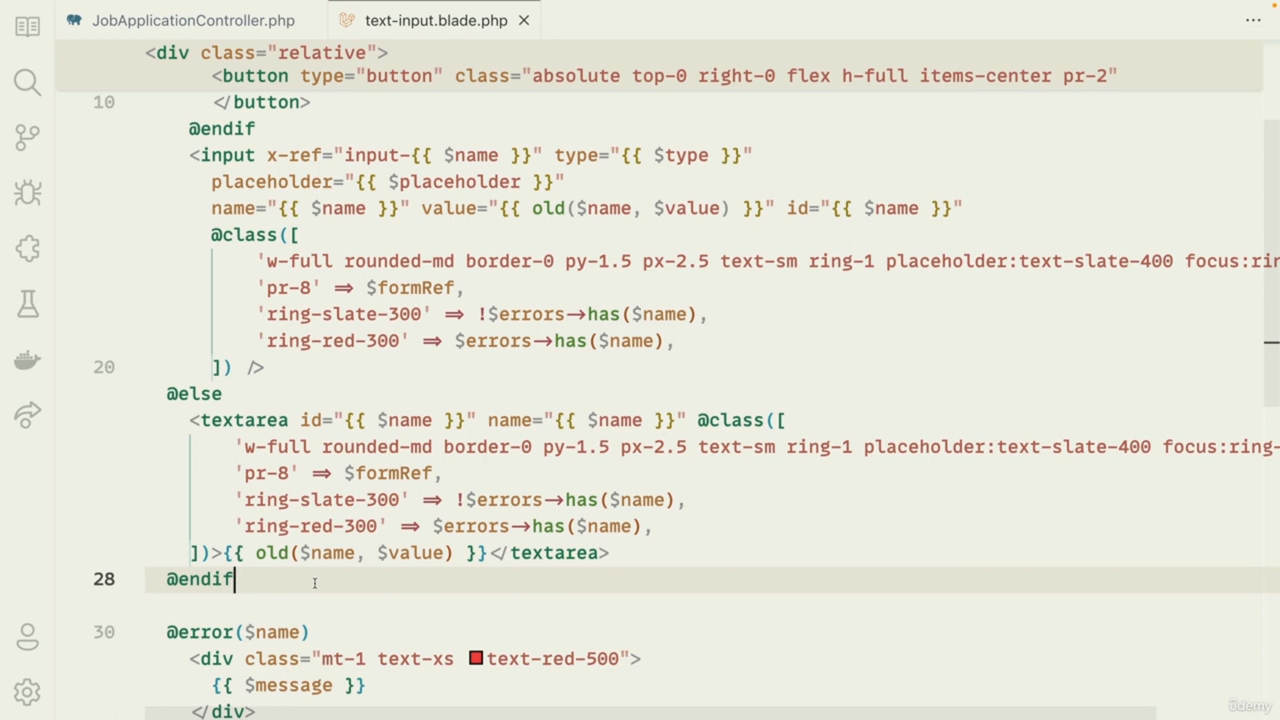 JobApplicationController.php
text-input.blade.php
<div class="relative">
<button type="button" class="absolute top-0 right-0 flex h-full items-center pr-2"
10 </button>
@endif
<input x-ref="input-{{ $name }}" type="{{ $type }}"
placeholder="{{ $placeholder }}"
name="{{ $name }}" value="{{ old($name, $value) }}" id="{{ $name }}"
@class([
'w-full rounded-md border-0 py-1.5 px-2.5 text-sm ring-1 placeholder:text-slate-400 focus:rin
'pr-8' => $formRef,
'ring-slate-300' => !$errors->has($name),
'ring-red-300' => $errors->has($name),
20 ]) />
@else
<textarea id="{{ $name }}" name="{{ $name }}" @class([
'w-full rounded-md border-0 py-1.5 px-2.5 text-sm ring-1 placeholder:text-slate-400 focus:ring-
'pr-8' => $formRef,
'ring-slate-300' => !$errors->has($name),
'ring-red-300' => $errors->has($name),
])>{{ old($name, $value) }}</textarea>
28 @endif
30 @error($name)
<div class="mt-1 text-xs text-red-500">
{{ $message }}
</div>
ûdemy